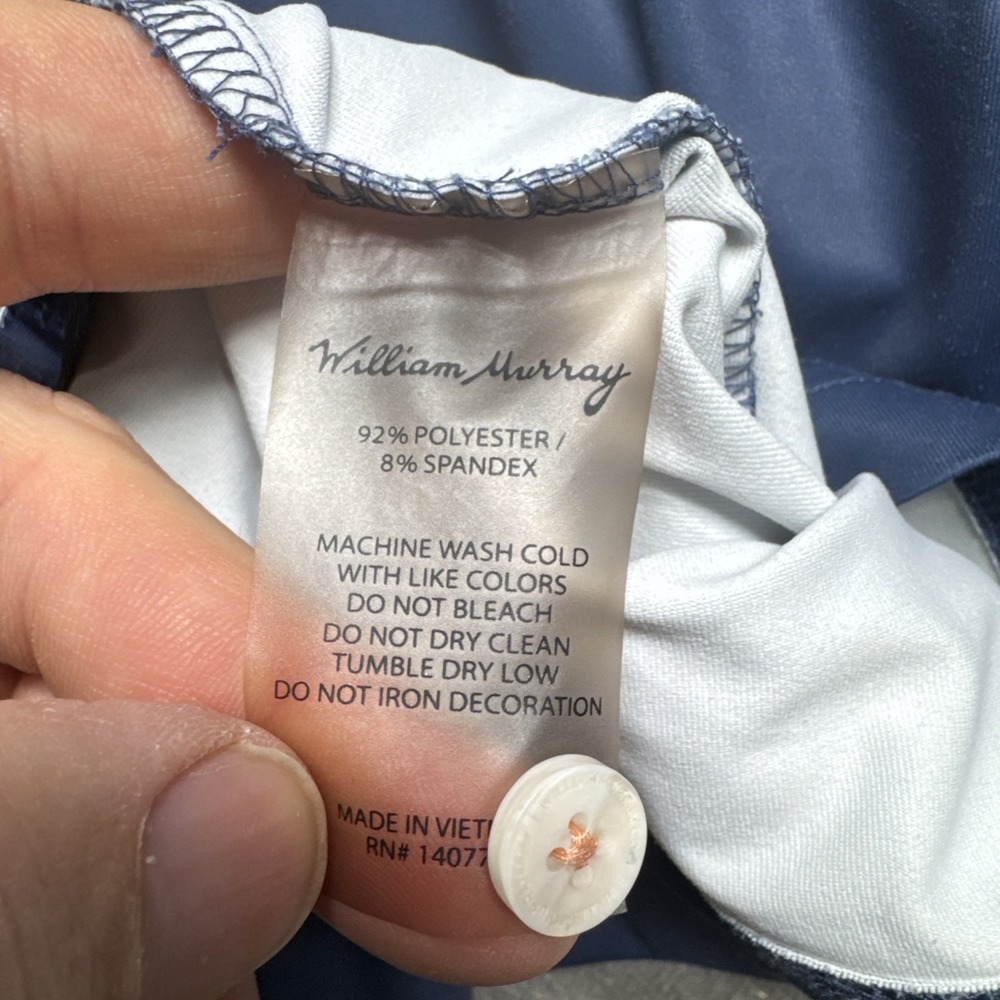 William Murray
92% POLYESTER /
8% SPANDEX
MACHINE WASH COLD
WITH LIKE COLORS
DO NOT BLEACH
DO NOT DRY CLEAN
TUMBLE DRY LOW
DO NOT IRON DECORATION
MADE IN VIET
RN# 14077